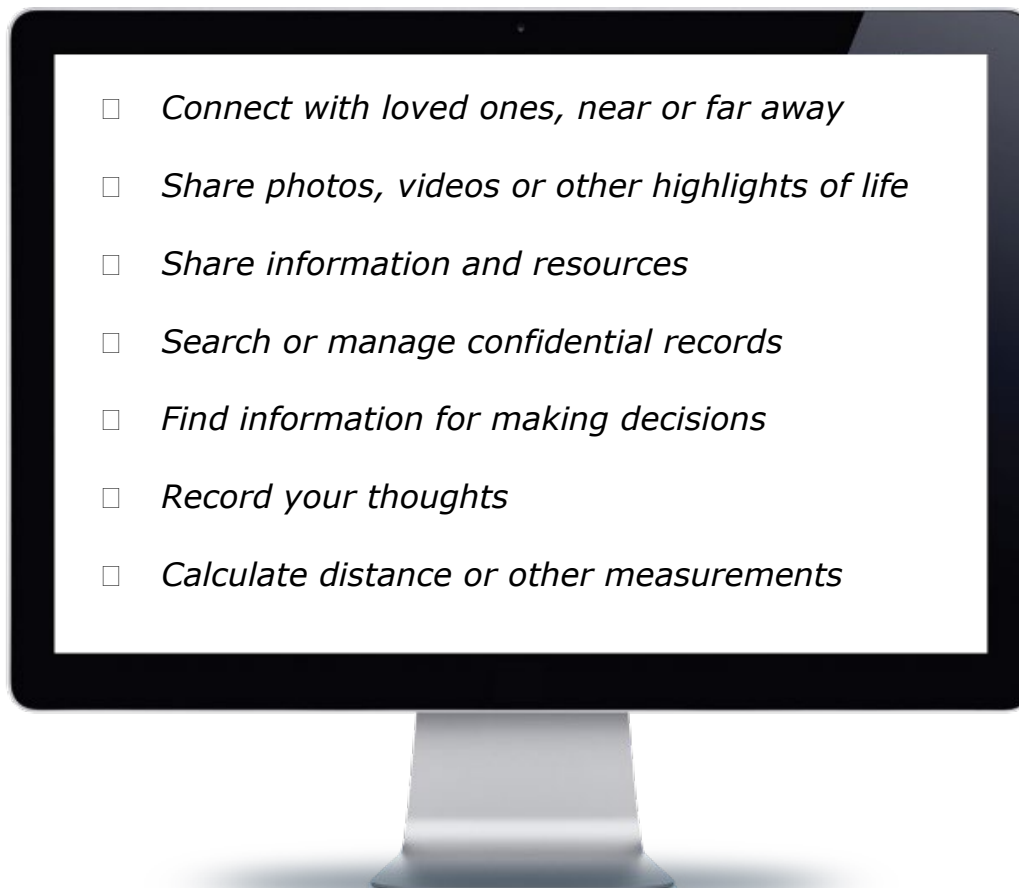 □ Connect with loved ones, near or far away
□ Share photos, videos or other highlights of life
□ Share information and resources
□ Search or manage confidential records
□ Find information for making decisions
□ Record your thoughts
□ Calculate distance or other measurements